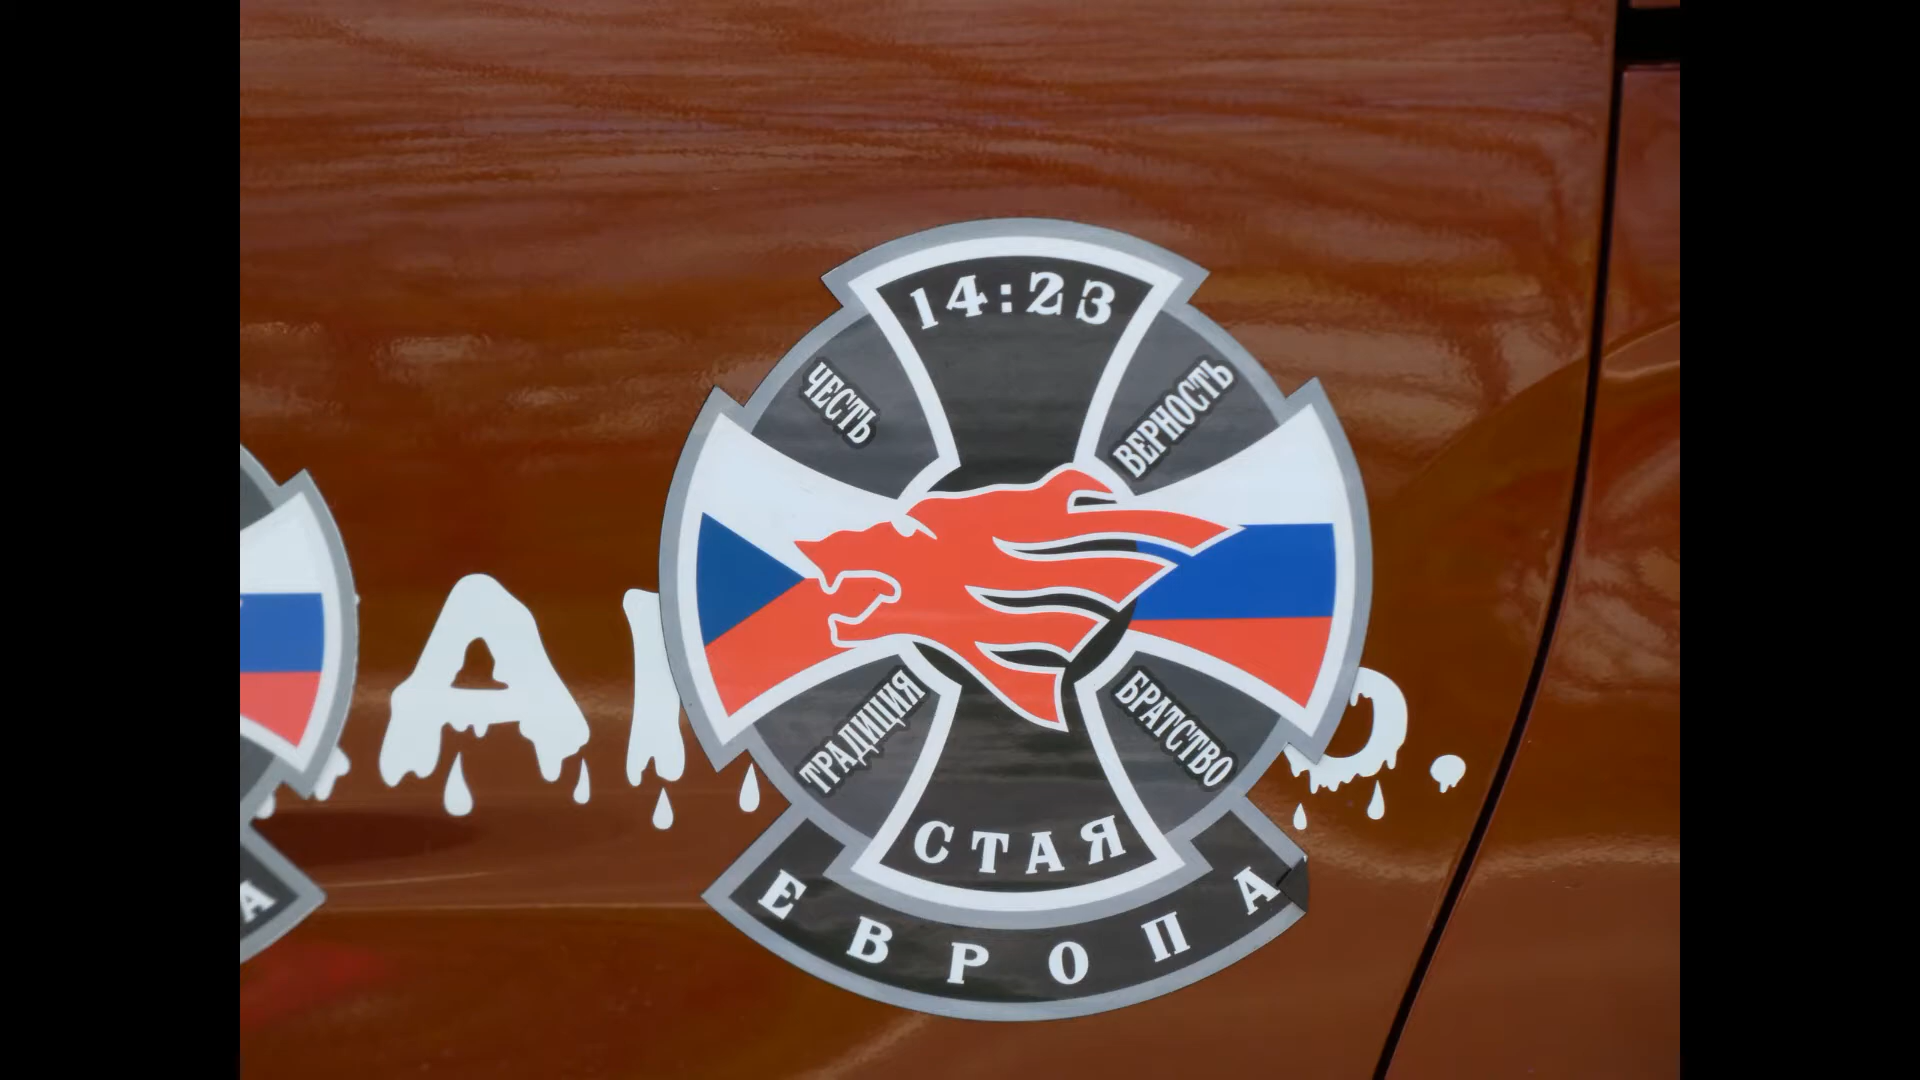 14:23
ЧЕСТЬ
ВЕРНОСТЬ
ТРАДИЦИЯ
БРАТСТВО
СТАЯ
ЕВРОПА
А